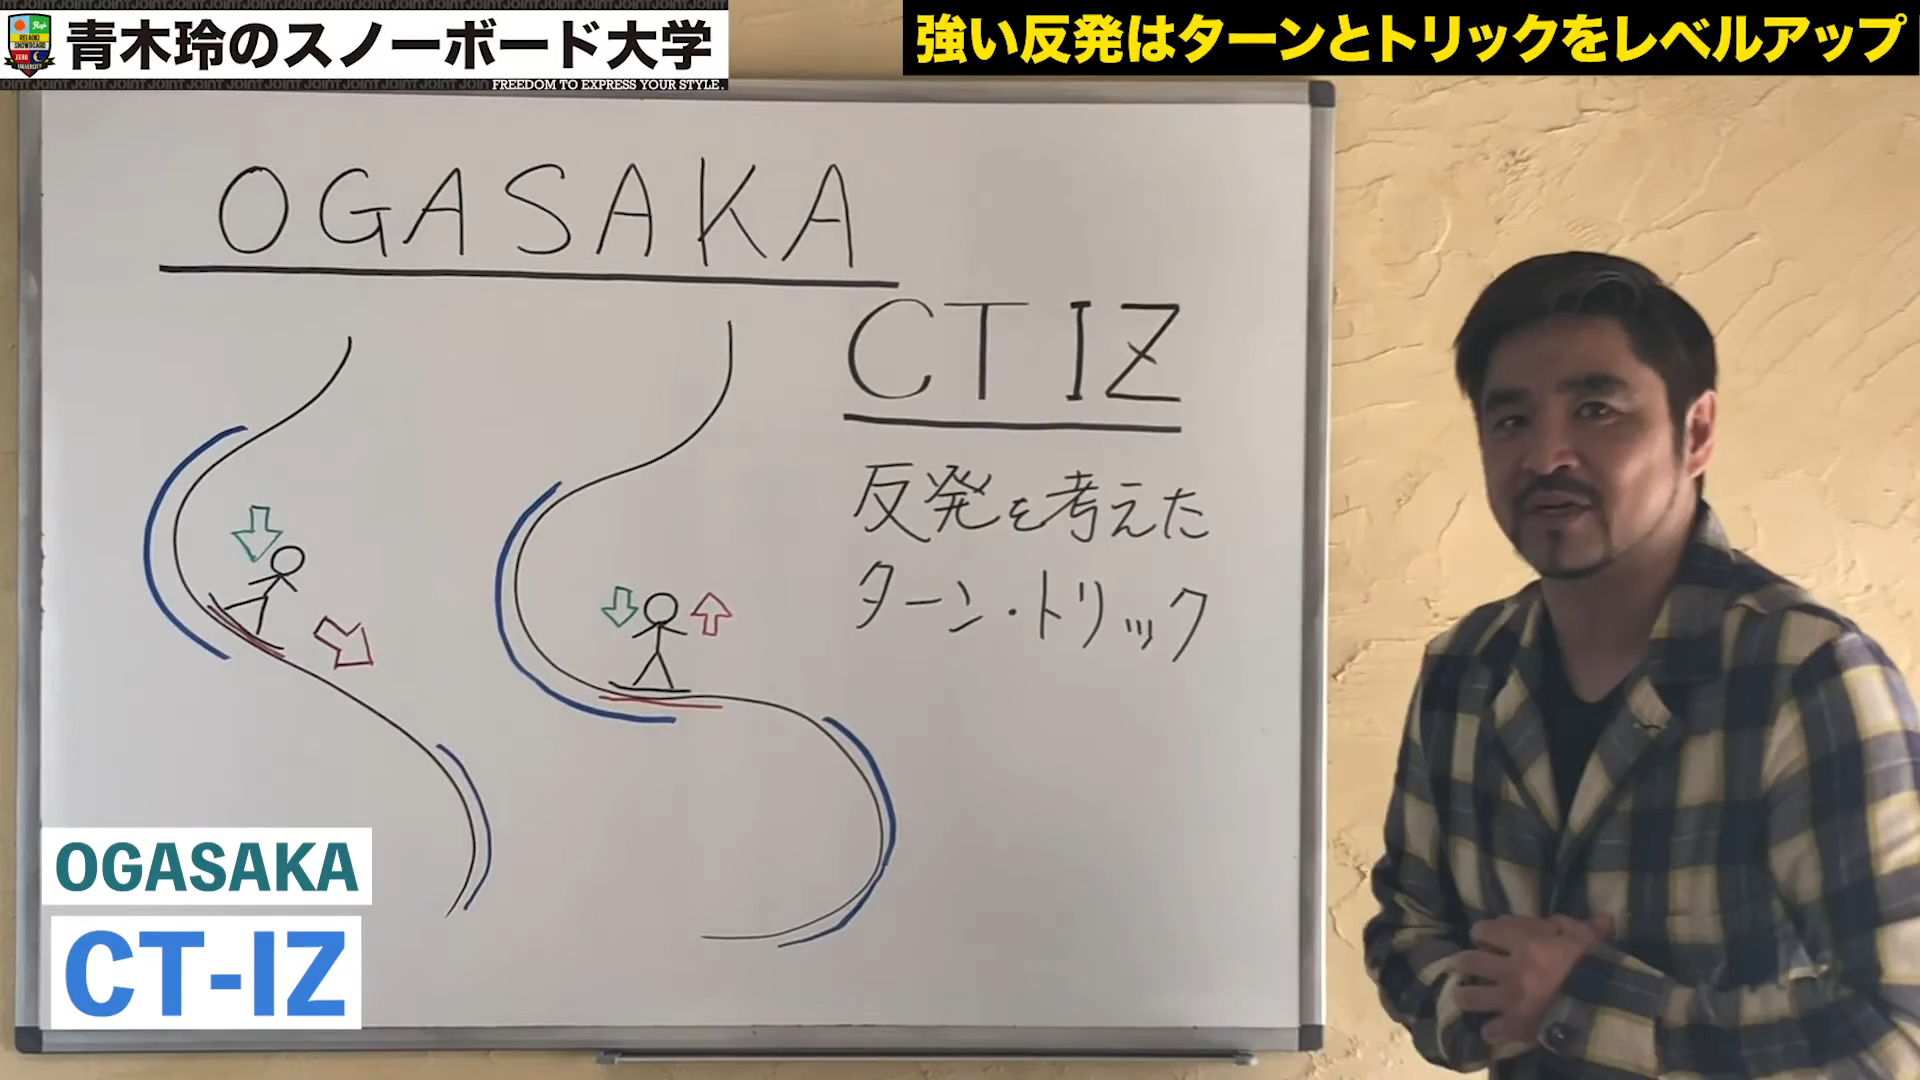 青木玲のスノーボード大学
FREEDOM TO EXPRESS YOUR STYLE.
強い反発はターンとトリックをレベルアップ
OGASAKA
CT IZ
反発を考えた
ターン・トリック
OGASAKA
CT-IZ